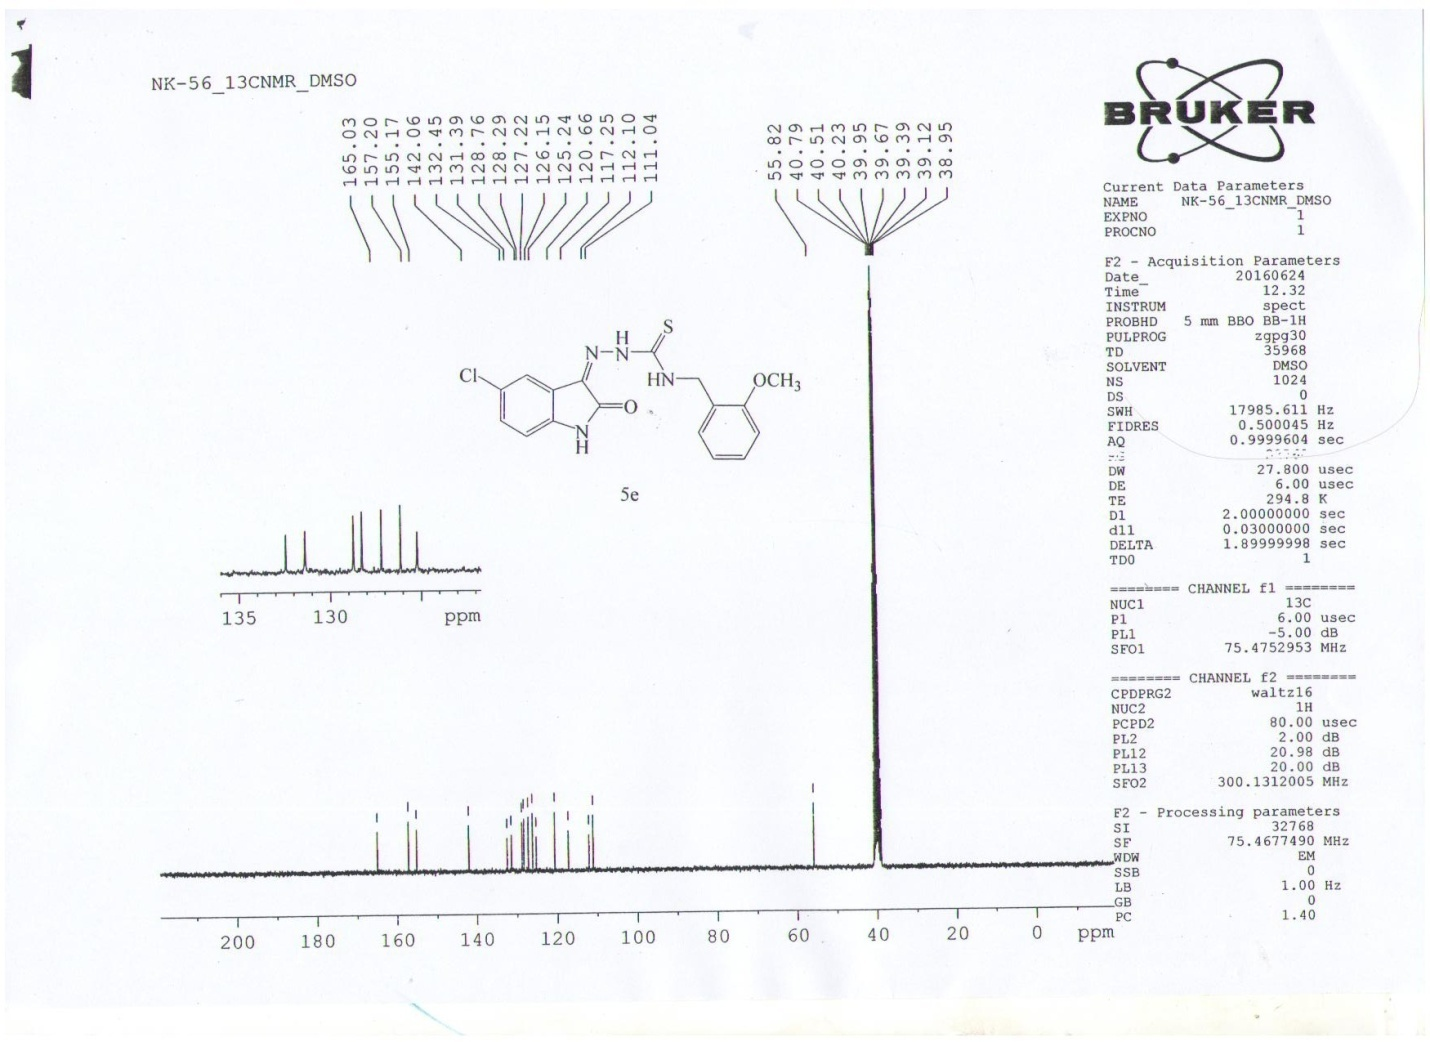 NK-56_13CNMR_DMSO
165.03
157.20
155.17
142.06
132.45
131.39
128.76
128.29
127.22
126.15
125.24
120.66
117.25
112.10
111.04
55.82
40.79
40.51
40.23
39.95
39.67
39.39
39.12
38.95
BRUKER
Current Data Parameters
NAME NK-56_13CNMR_DMSO
EXPNO 1
PROCNO 1
F2 - Acquisition Parameters
Date_ 20160624
Time 12.32
INSTRUM spect
PROBHD 5 mm BBO BB-1H
PULPROG zgpg30
TD 35968
SOLVENT DMSO
NS 1024
DS 0
SWH 17985.611 Hz
FIDRES 0.500045 Hz
AQ 0.9999604 sec
DW 27.800 usec
DE 6.00 usec
TE 294.8 K
D1 2.00000000 sec
d11 0.03000000 sec
DELTA 1.89999998 sec
TD0 1
======== CHANNEL f1 ========
NUC1 13C
P1 6.00 usec
PL1 -5.00 dB
SFO1 75.4752953 MHz
======== CHANNEL f2 ========
CPDPRG2 waltz16
NUC2 1H
PCPD2 80.00 usec
PL2 2.00 dB
PL12 20.98 dB
PL13 20.00 dB
SFO2 300.1312005 MHz
F2 - Processing parameters
SI 32768
SF 75.4677490 MHz
WDW EM
SSB 0
LB 1.00 Hz
GB 0
PC 1.40
S
H
N N
Cl
HN
OCH3
O
N
H
5e
135 130 ppm
200 180 160 140 120 100 80 60 40 20 0 ppm